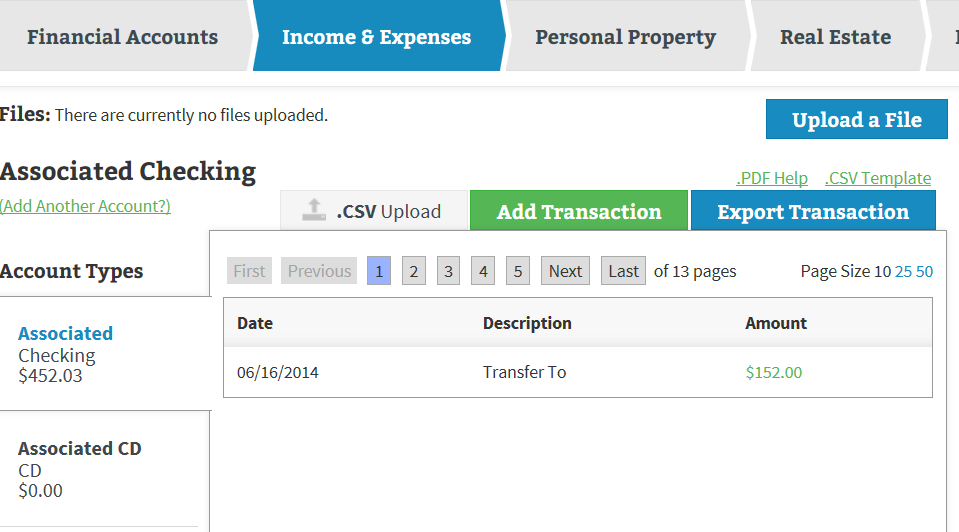 Financial Accounts
Income & Expenses
Personal Property
Real Estate
Files: There are currently no files uploaded.
Upload a File
Associated Checking
(Add Another Account?)
.PDF Help
.CSV Template
.CSV Upload
Add Transaction
Export Transaction
Account Types
First Previous 1 2 3 4 5 Next Last of 13 pages Page Size 10 25 50
Date Description Amount
06/16/2014 Transfer To $152.00
Associated
Checking
$452.03
Associated CD
CD
$0.00